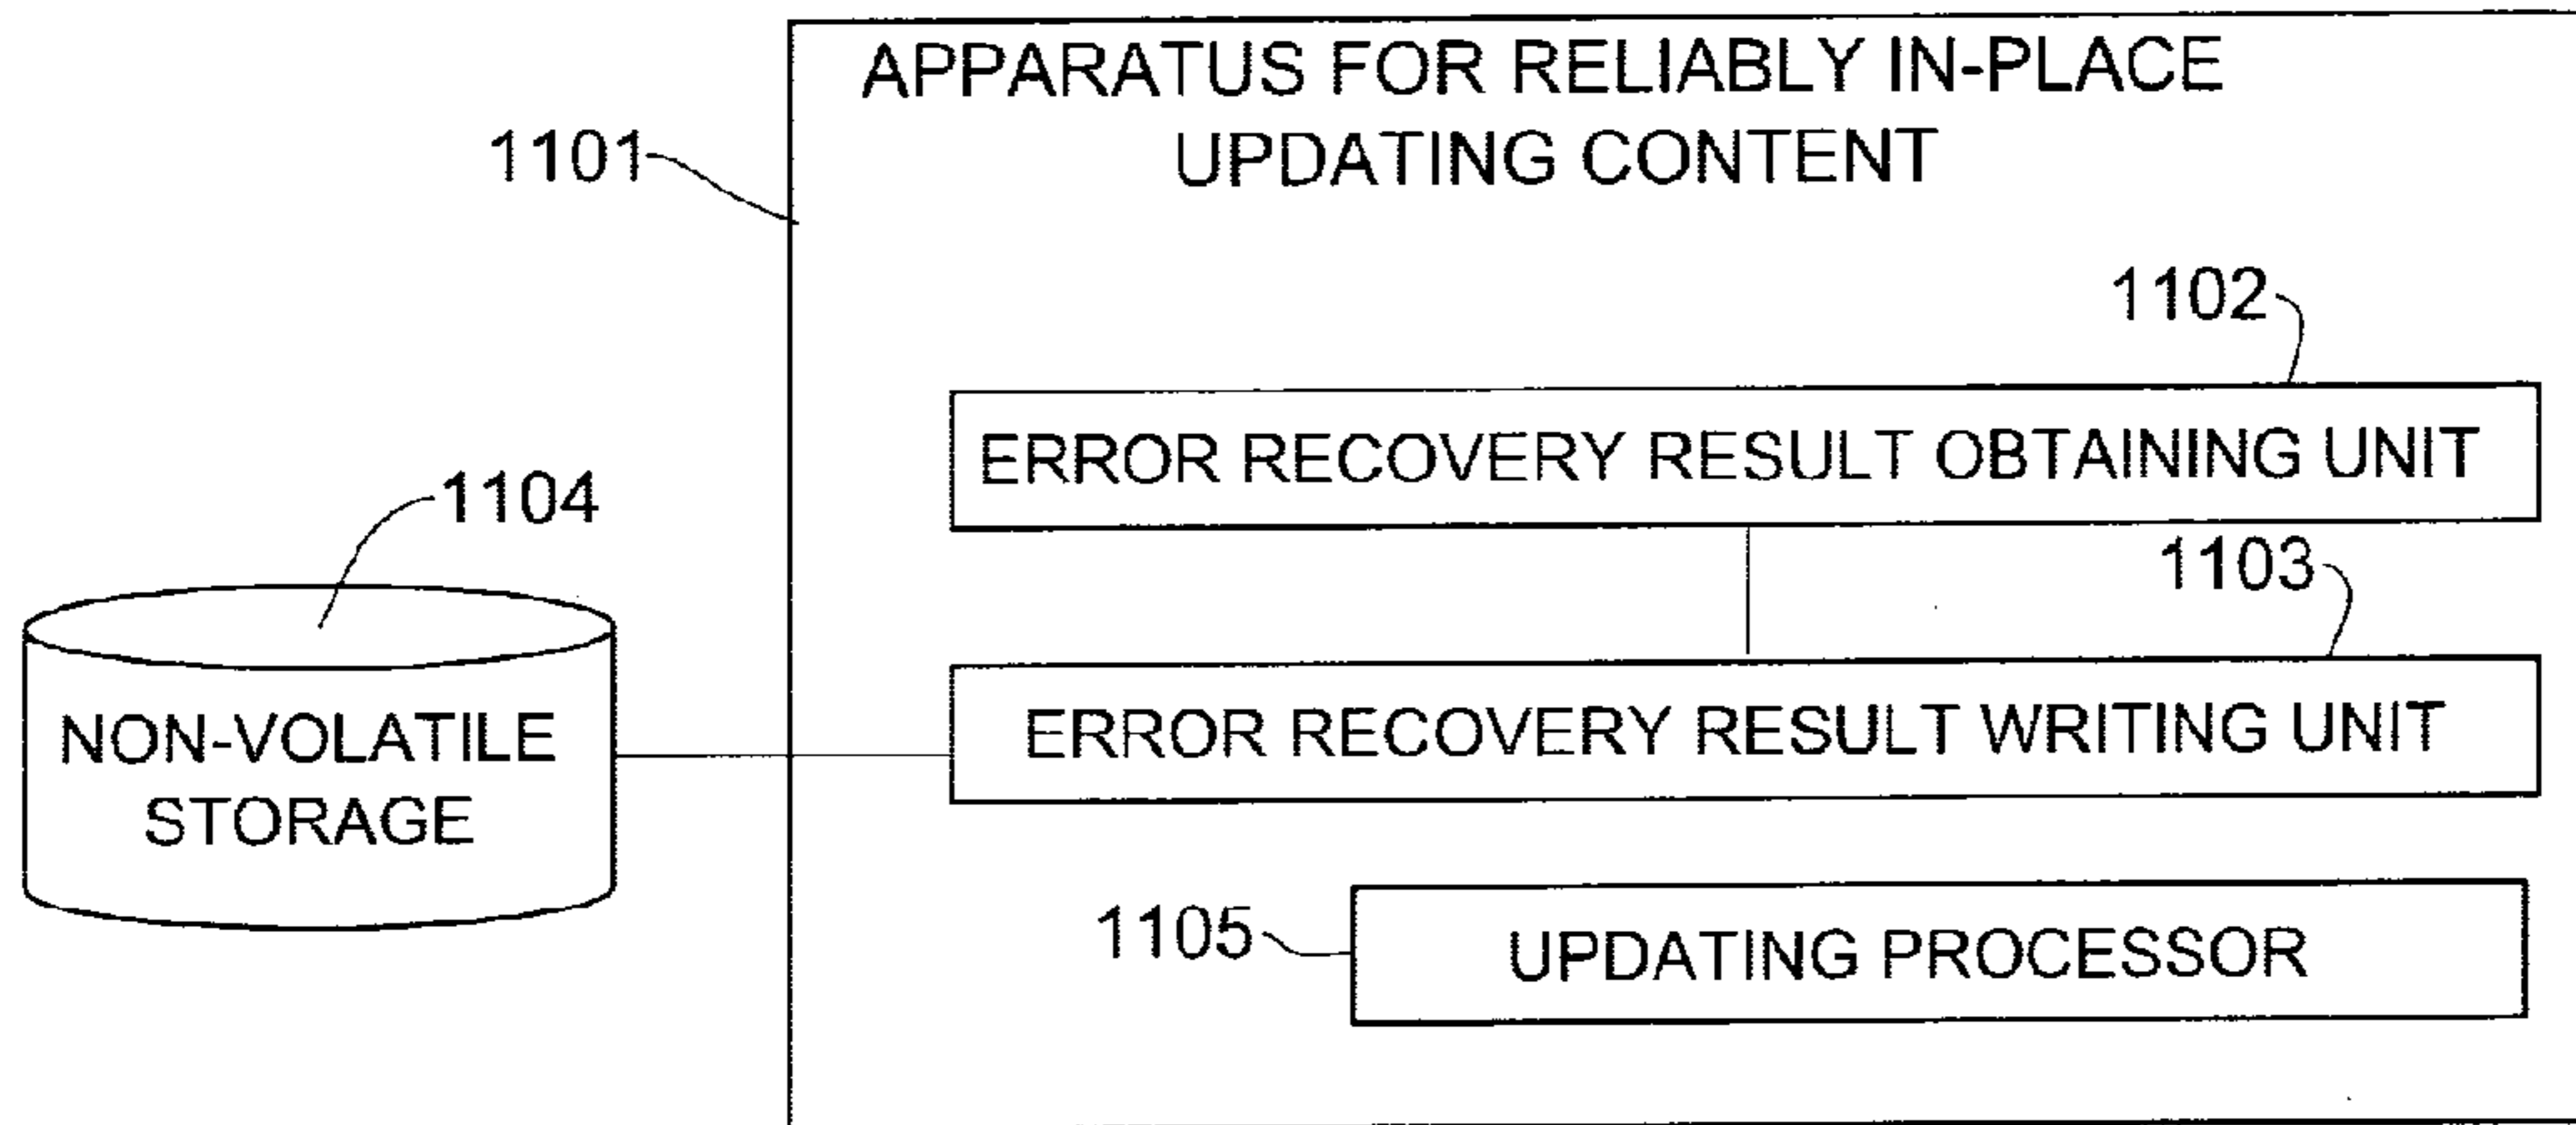 APPARATUS FOR RELIABLY IN-PLACE
UPDATING CONTENT
1101
1102
ERROR RECOVERY RESULT OBTAINING UNIT
1104
1103
NON-VOLATILE
STORAGE
ERROR RECOVERY RESULT WRITING UNIT
1105
UPDATING PROCESSOR